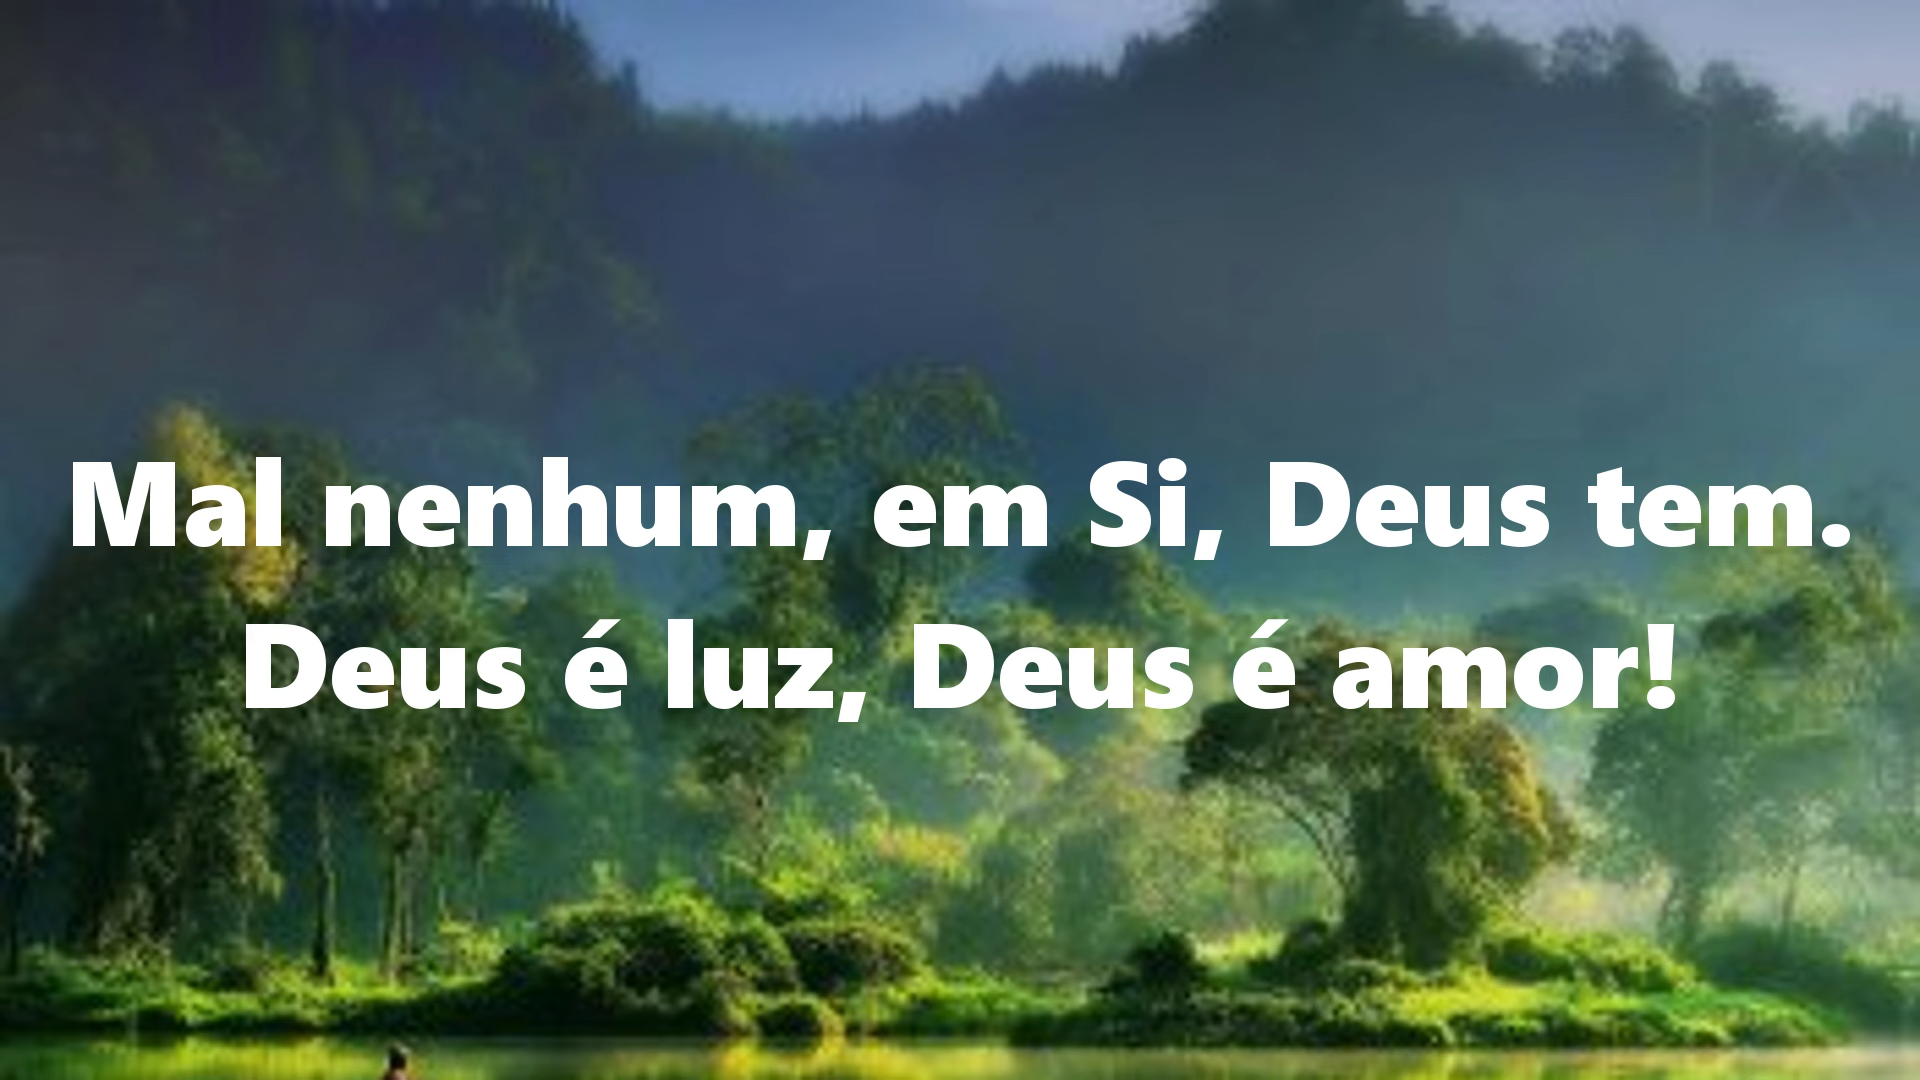 Mal nenhum, em Si, Deus tem.
Deus é luz, Deus é amor!